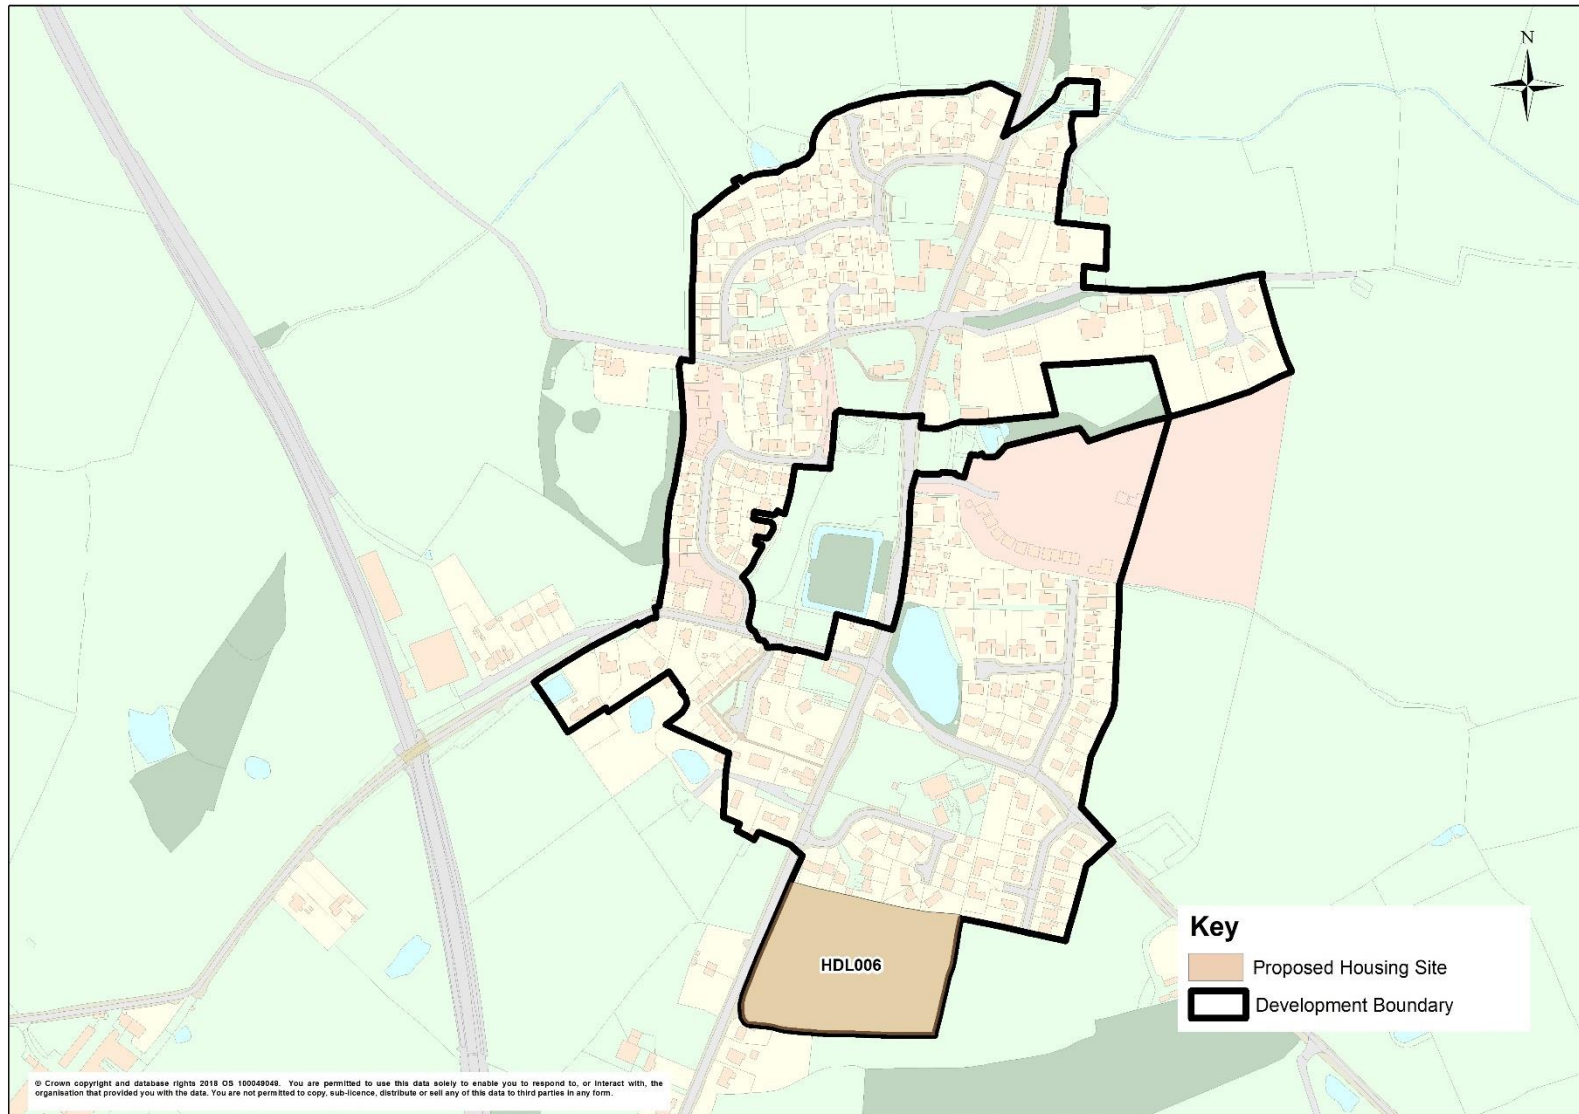 N
HDL006
Key
Proposed Housing Site
Development Boundary
© Crown copyright and database rights 2018 OS 100049049. You are permitted to use this data solely to enable you to respond to, or interact with, the
organisation that provided you with the data. You are not permitted to copy, sub-licence, distribute or sell any of this data to third parties in any form.